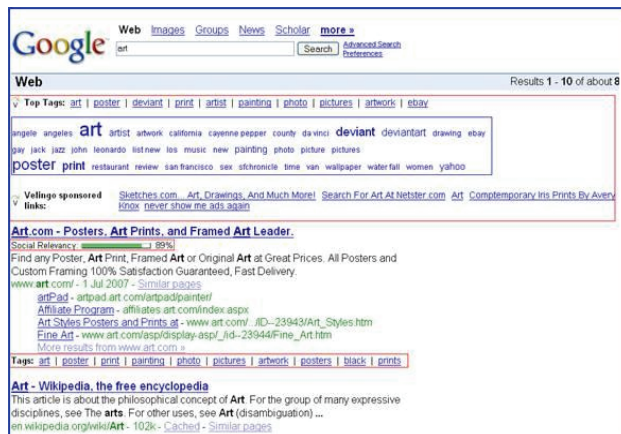 Google
Web Images Groups News Scholar more »
art Search Advanced Search
Preferences
Web Results 1 - 10 of about 8
Top Tags: art | poster | deviant | print | artist | painting | photo | pictures | artwork | ebay
angele angeles art artist artwork california cayenne pepper county da vinci deviant deviantart drawing ebay
gay jack jazz john leonardo list new los music new painting photo picture pictures
poster print restaurant review san francisco sex sfchronicle time van wallpaper water fall women yahoo
Velingo sponsored links: Sketches.com... Art, Drawings, And Much More! Search For Art At Netster.com Art Comptemporary Iris Prints By Avery
Knox never show me ads again
Art.com - Posters, Art Prints, and Framed Art Leader.
Social Relevancy: 89%
Find any Poster, Art Print, Framed Art or Original Art at Great Prices. All Posters and
Custom Framing 100% Satisfaction Guaranteed, Fast Delivery.
www.art.com/ - 1 Jul 2007 - Similar pages
artPad - artpad.art.com/artpad/painter/
Affiliate Program - affiliates.art.com/index.aspx
Art Styles Posters and Prints at - www.art.com/.../ID--23943/Art_Styles.htm
Fine Art - www.art.com/asp/display-asp/_/id--23944/Fine_Art.htm
More results from www.art.com »
Tags: art | poster | print | painting | photo | pictures | artwork | posters | black | prints
Art - Wikipedia, the free encyclopedia
This article is about the philosophical concept of Art. For the group of many expressive
disciplines, see The arts. For other uses, see Art (disambiguation) ...
en.wikipedia.org/wiki/Art - 102k - Cached - Similar pages